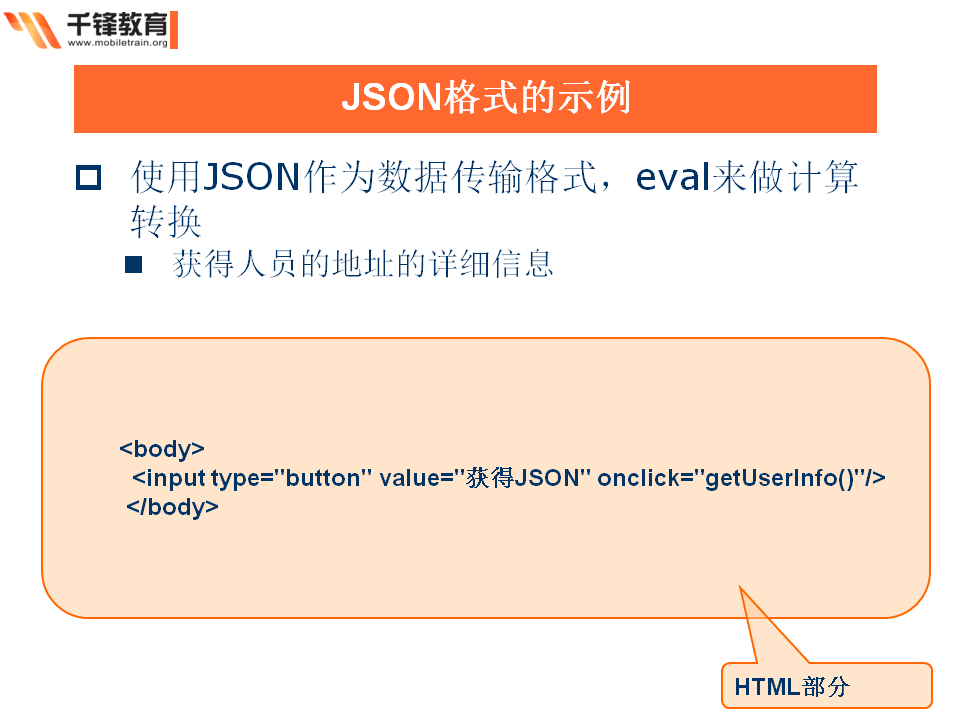 千锋教育
www.mobiletrain.org
JSON格式的示例
使用JSON作为数据传输格式，eval来做计算
转换
获得人员的地址的详细信息
<body>
<input type="button" value="获得JSON" onclick="getUserInfo()"/>
</body>
HTML部分